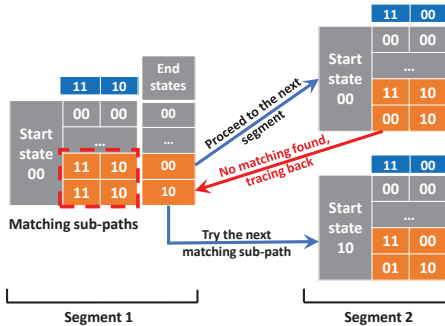 11 10
End
states
Start
state
00
00 00
...
11 10
11 10
00
...
00
10
Matching sub-paths
Proceed to the next
segment
No matching found,
tracing back
Try the next
matching sub-path
11 00
Start
state
00
00 00
...
11 10
00 10
11 00
Start
state
10
00 00
...
11 00
01 10
Segment 1
Segment 2